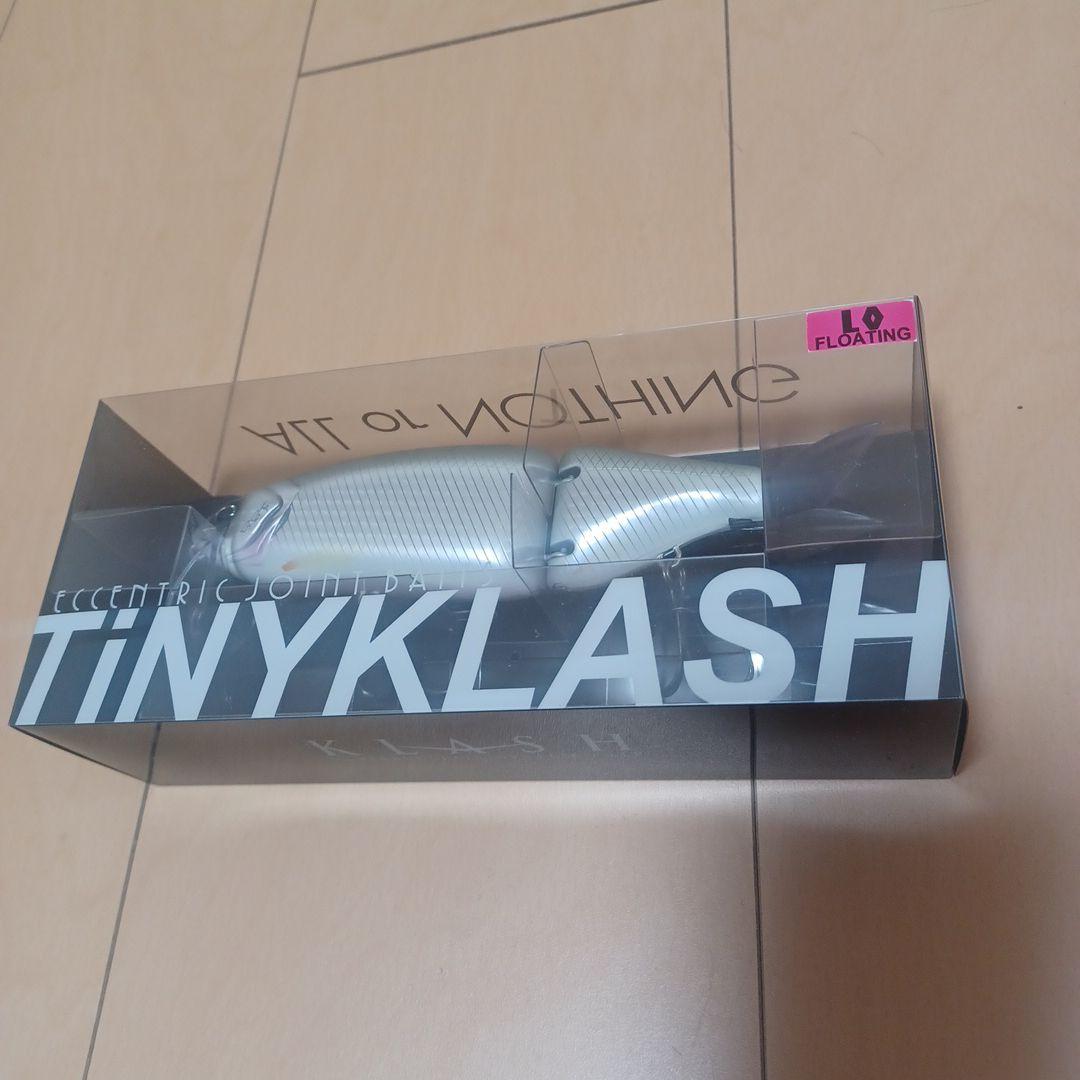 LO
FLOATING
ALL or NOTHING
ECCENTRIC JOINT BAITS
TiNYKLASH
KLASH